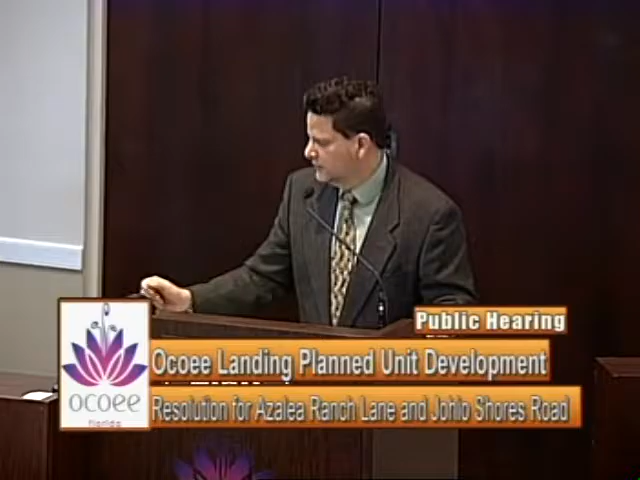 Public Hearing
Ocoee Landing Planned Unit Development
Resolution for Azalea Ranch Lane and Johio Shores Road
ocoee
florida